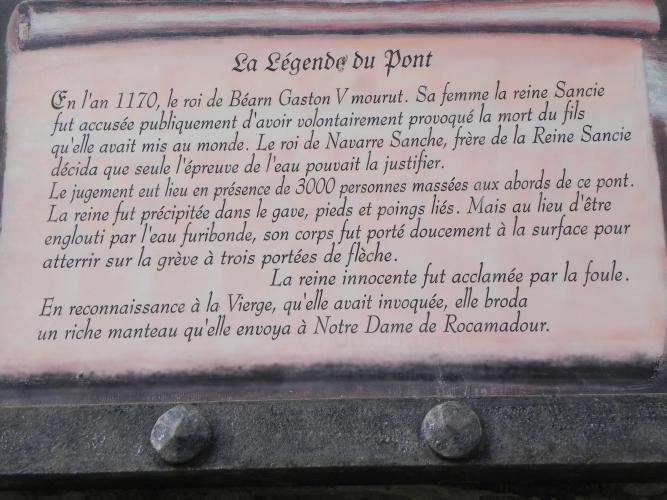 La Légende du Pont
En l'an 1170, le roi de Béarn Gaston V mourut. Sa femme la reine Sancie
fut accusée publiquement d'avoir volontairement provoqué la mort du fils
qu'elle avait mis au monde. Le roi de Navarre Sanche, frère de la Reine Sancie
décida que seule l'épreuve de l'eau pouvait la justifier.
Le jugement eut lieu en présence de 3000 personnes massées aux abords de ce pont.
La reine fut précipitée dans le gave, pieds et poings liés. Mais au lieu d'être
englouti par l'eau furibonde, son corps fut porté doucement à la surface pour
atterrir sur la grève à trois portées de flèche.
La reine innocente fut acclamée par la foule.
En reconnaissance à la Vierge, qu'elle avait invoquée, elle broda
un riche manteau qu'elle envoya à Notre Dame de Rocamadour.